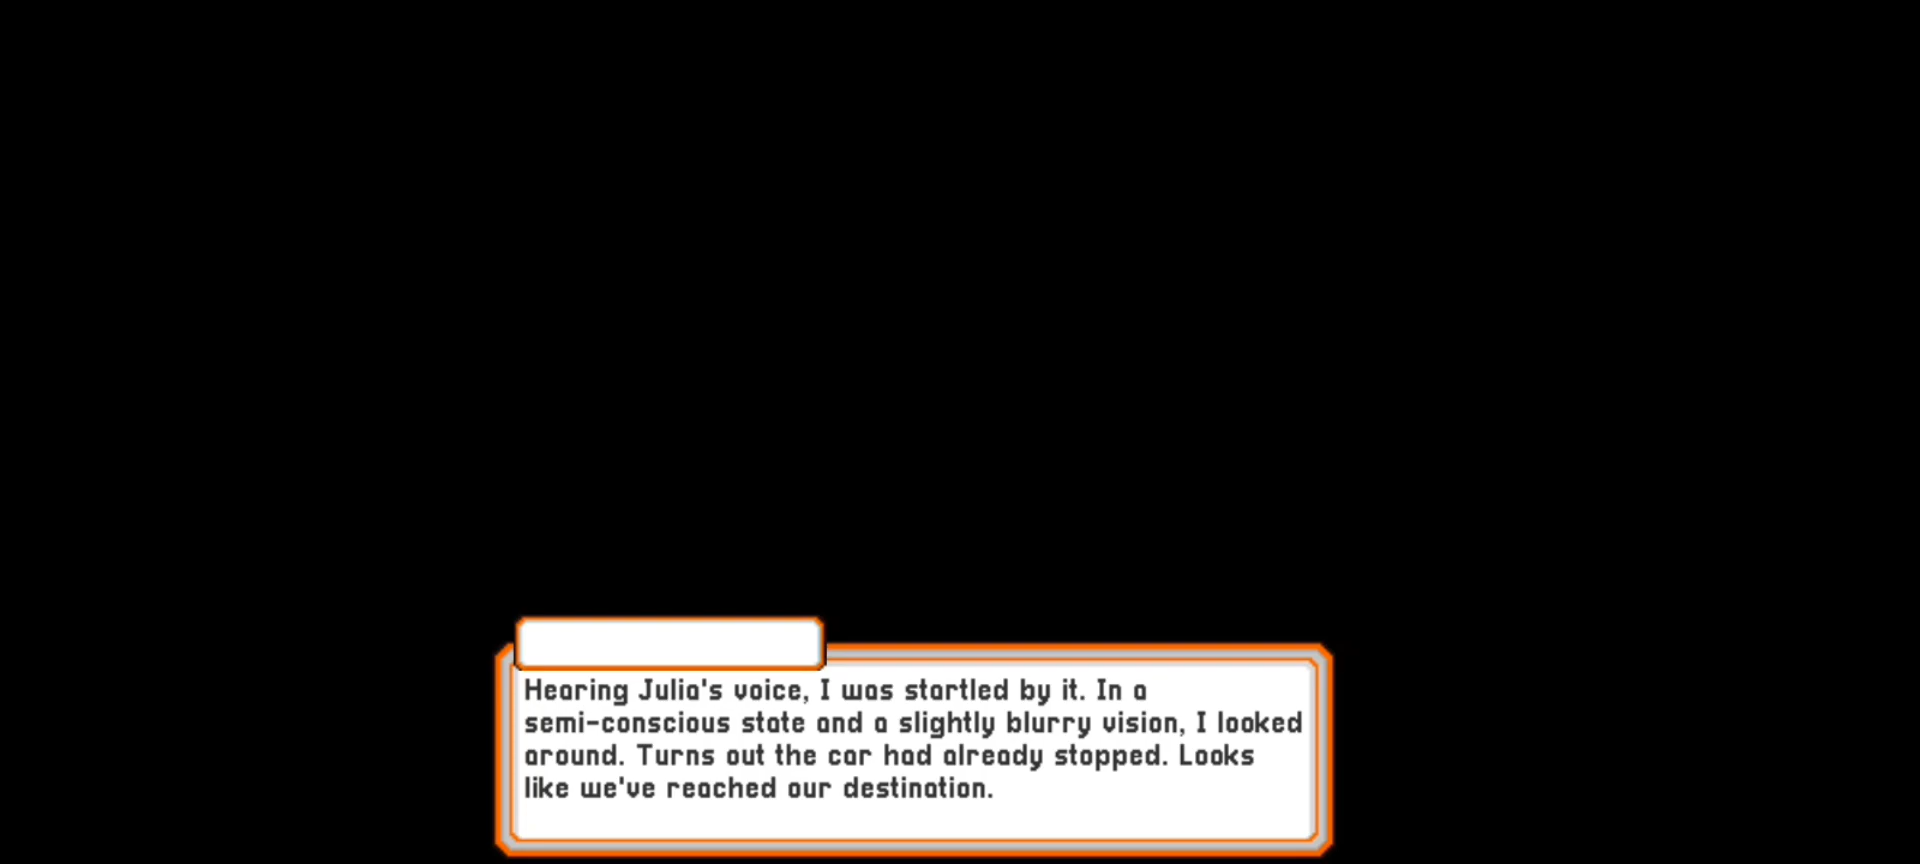 Hearing Julia's voice, I was startled by it. In a
semi-conscious state and a slightly blurry vision, I looked
around. Turns out the car had already stopped. Looks
like we've reached our destination.